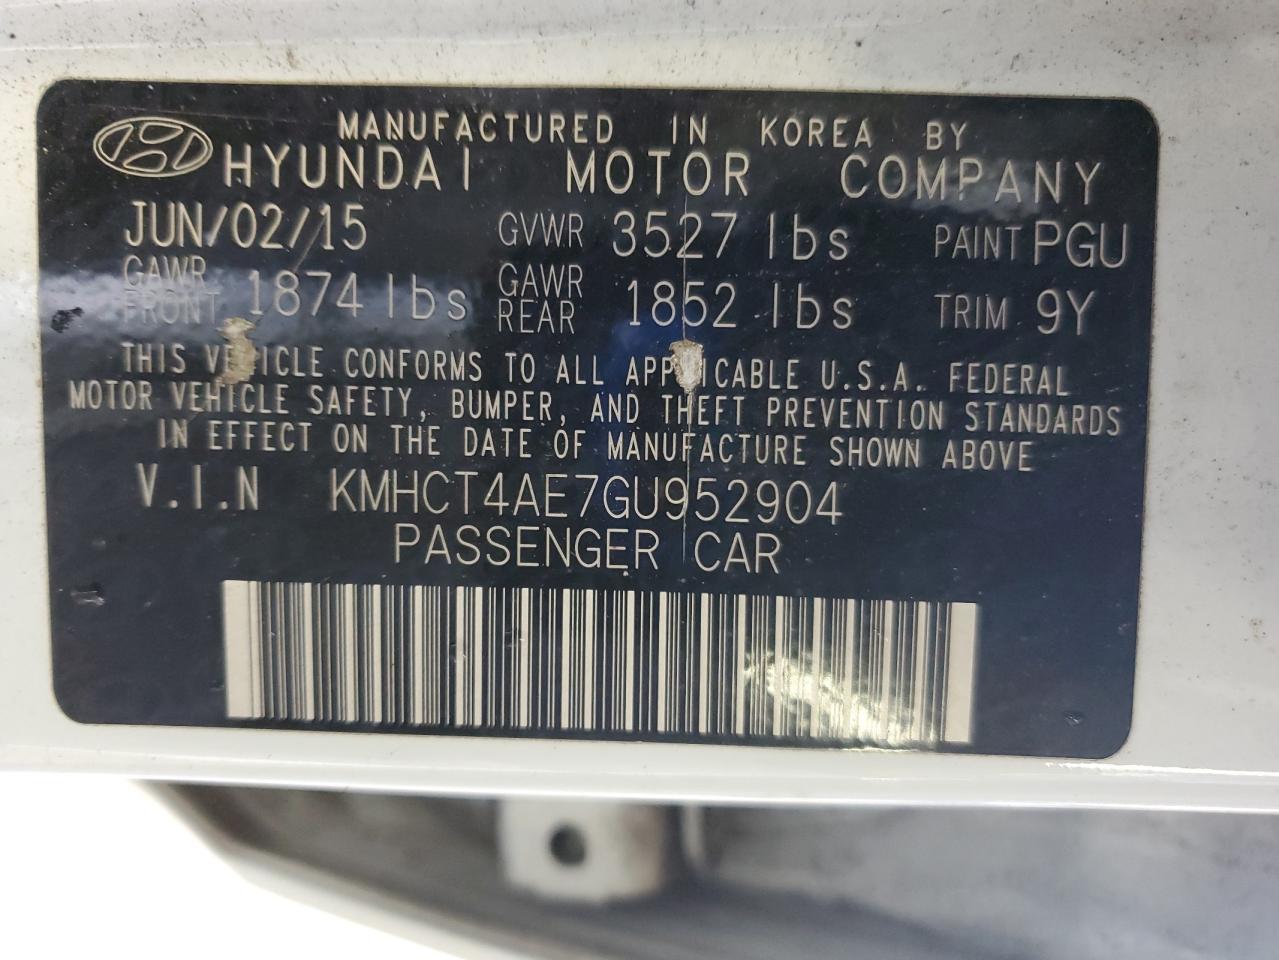 MANUFACTURED IN KOREA BY
HYUNDAI MOTOR COMPANY
JUN/02/15 GVWR 3527 lbs PAINT PGU
GAWR FRONT 1874 lbs GAWR REAR 1852 lbs TRIM 9Y
THIS VEHICLE CONFORMS TO ALL APPLICABLE U.S.A. FEDERAL
MOTOR VEHICLE SAFETY, BUMPER, AND THEFT PREVENTION STANDARDS
IN EFFECT ON THE DATE OF MANUFACTURE SHOWN ABOVE
V.I.N KMHCT4AE7GU952904
PASSENGER CAR